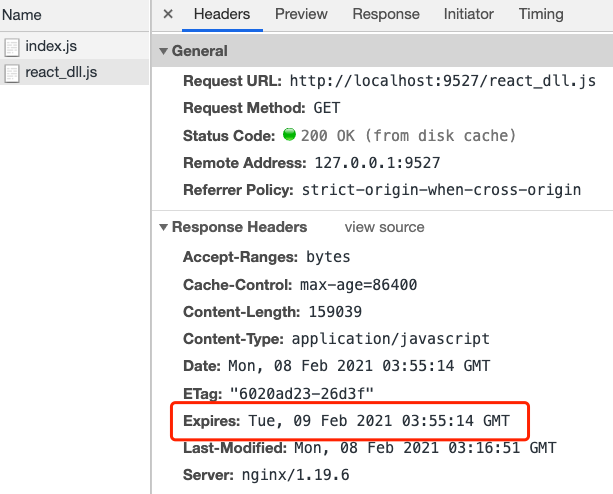 Name
× Headers Preview Response Initiator Timing
index.js
react_dll.js
General
Request URL: http://localhost:9527/react_dll.js
Request Method: GET
Status Code: 200 OK (from disk cache)
Remote Address: 127.0.0.1:9527
Referrer Policy: strict-origin-when-cross-origin
Response Headers view source
Accept-Ranges: bytes
Cache-Control: max-age=86400
Content-Length: 159039
Content-Type: application/javascript
Date: Mon, 08 Feb 2021 03:55:14 GMT
ETag: "6020ad23-26d3f"
Expires: Tue, 09 Feb 2021 03:55:14 GMT
Last-Modified: Mon, 08 Feb 2021 03:16:51 GMT
Server: nginx/1.19.6